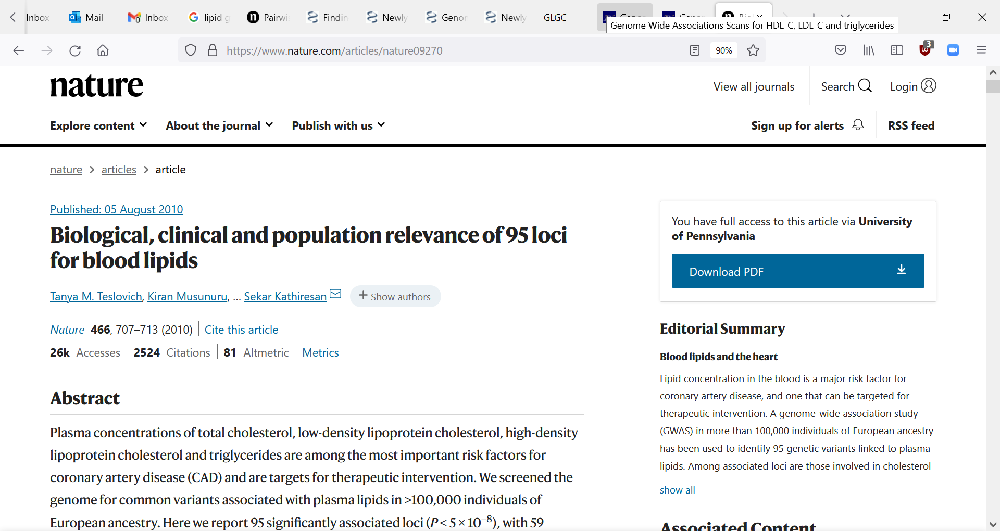 Inbox
Mail -
Inbox
lipid g
Pairwi
Findin
Newly
Genor
Newly
GLGC
Genome Wide Associations Scans for HDL-C, LDL-C and triglycerides
https://www.nature.com/articles/nature09270
90%
3
nature
View all journals
Search
Login
Explore content
About the journal
Publish with us
Sign up for alerts
RSS feed
nature > articles > article
Published: 05 August 2010
Biological, clinical and population relevance of 95 loci
for blood lipids
Tanya M. Teslovich, Kiran Musunuru, ... Sekar Kathiresan
+ Show authors
Nature 466, 707–713 (2010) | Cite this article
26k Accesses | 2524 Citations | 81 Altmetric | Metrics
Abstract
Plasma concentrations of total cholesterol, low-density lipoprotein cholesterol, high-density
lipoprotein cholesterol and triglycerides are among the most important risk factors for
coronary artery disease (CAD) and are targets for therapeutic intervention. We screened the
genome for common variants associated with plasma lipids in >100,000 individuals of
European ancestry. Here we report 95 significantly associated loci (P < 5 × 10⁻⁸), with 59
You have full access to this article via University
of Pennsylvania
Download PDF
Editorial Summary
Blood lipids and the heart
Lipid concentration in the blood is a major risk factor for
coronary artery disease, and one that can be targeted for
therapeutic intervention. A genome-wide association study
(GWAS) in more than 100,000 individuals of European ancestry
has been used to identify 95 genetic variants linked to plasma
lipids. Among associated loci are those involved in cholesterol
show all
Associated Content